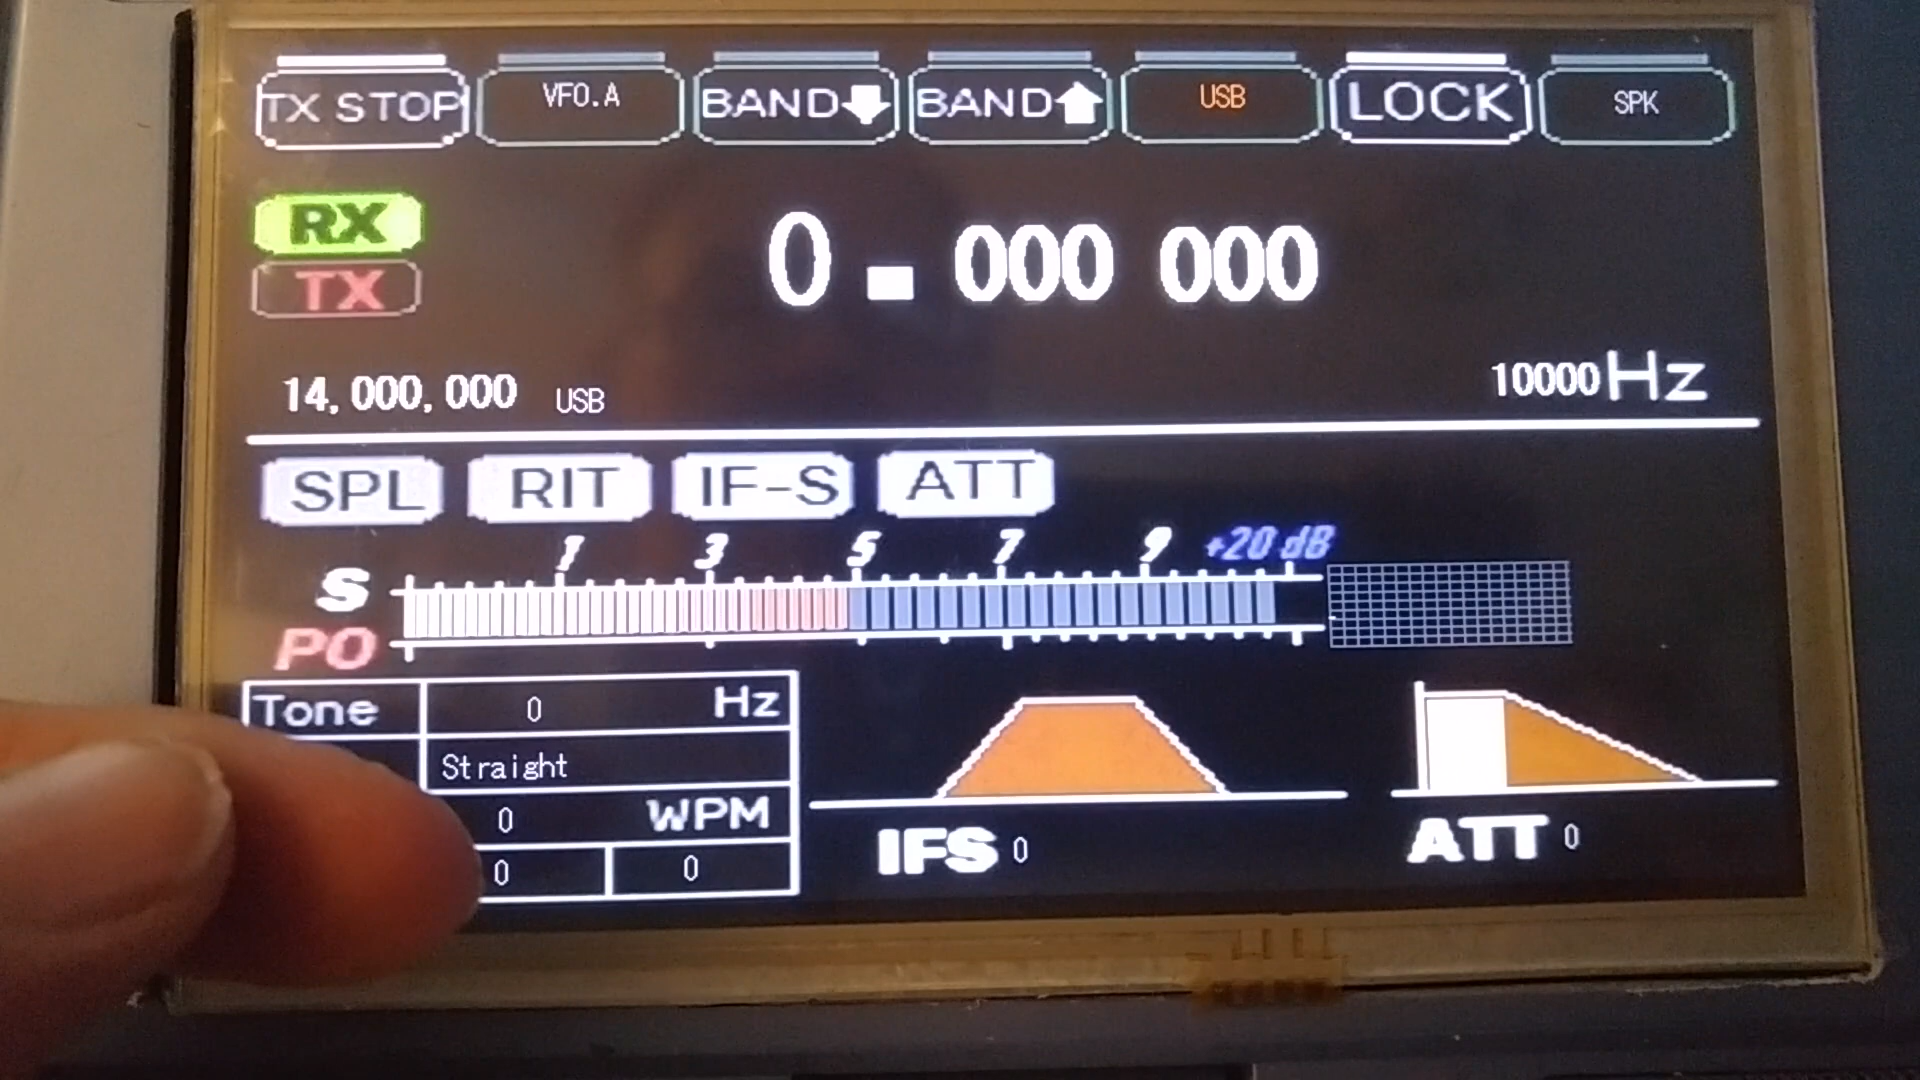 TX STOP VFO.A BAND BAND USB LOCK SPK
RX
0.000 000
TX
14,000,000 USB 10000Hz
SPL RIT IF-S ATT
1 3 5 7 9 +20 dB
S
PO
Tone 0 Hz
Straight
0 WPM
0 0
IFS 0
ATT 0